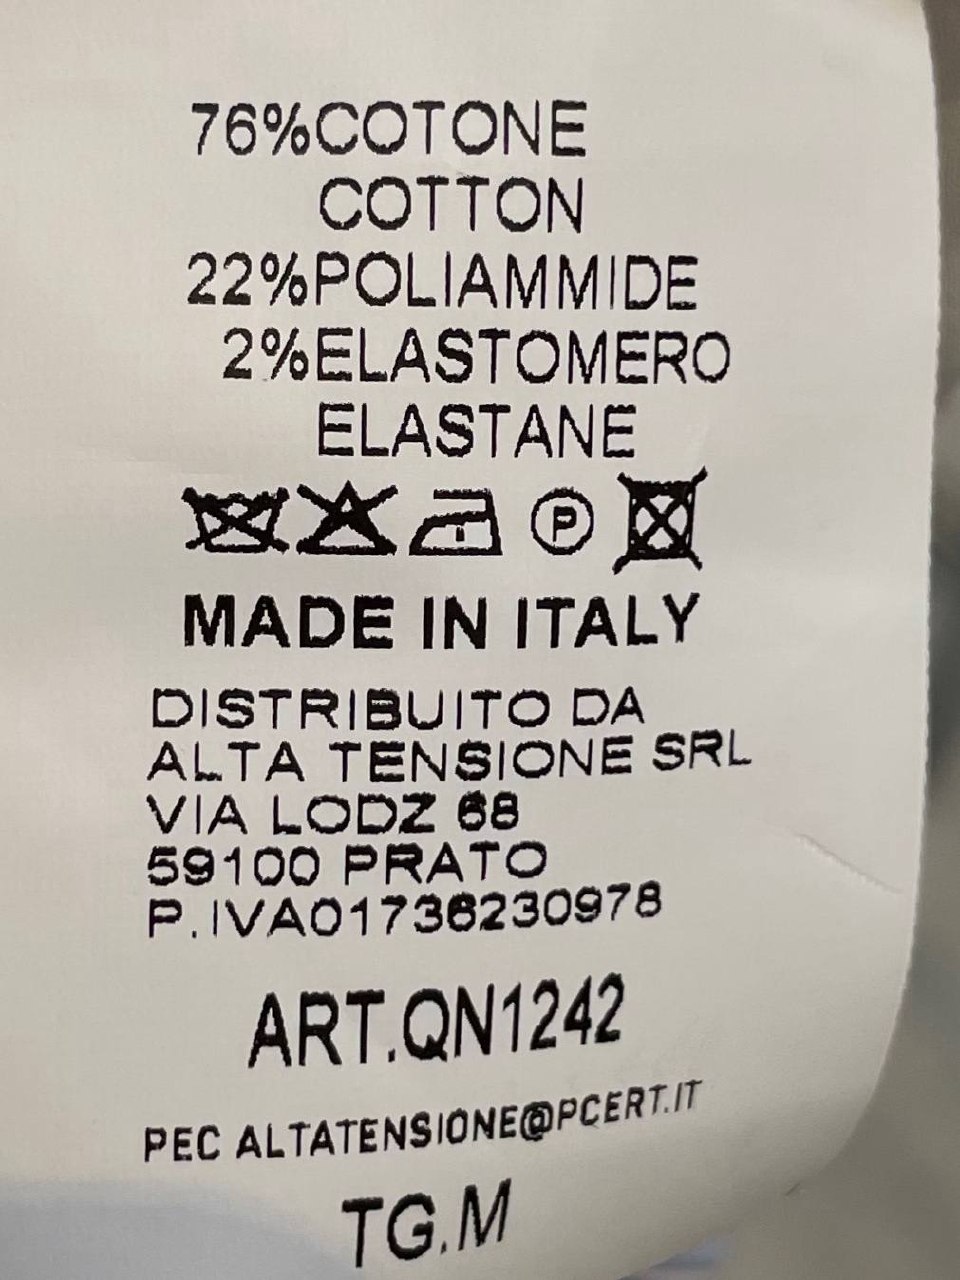 76%COTONE
COTTON
22%POLIAMMIDE
2%ELASTOMERO
ELASTANE
P
MADE IN ITALY
DISTRIBUITO DA
ALTA TENSIONE SRL
VIA LODZ 68
59100 PRATO
P.IVA01736230978
ART.QN1242
PEC ALTATENSIONE@PCERT.IT
TG.M